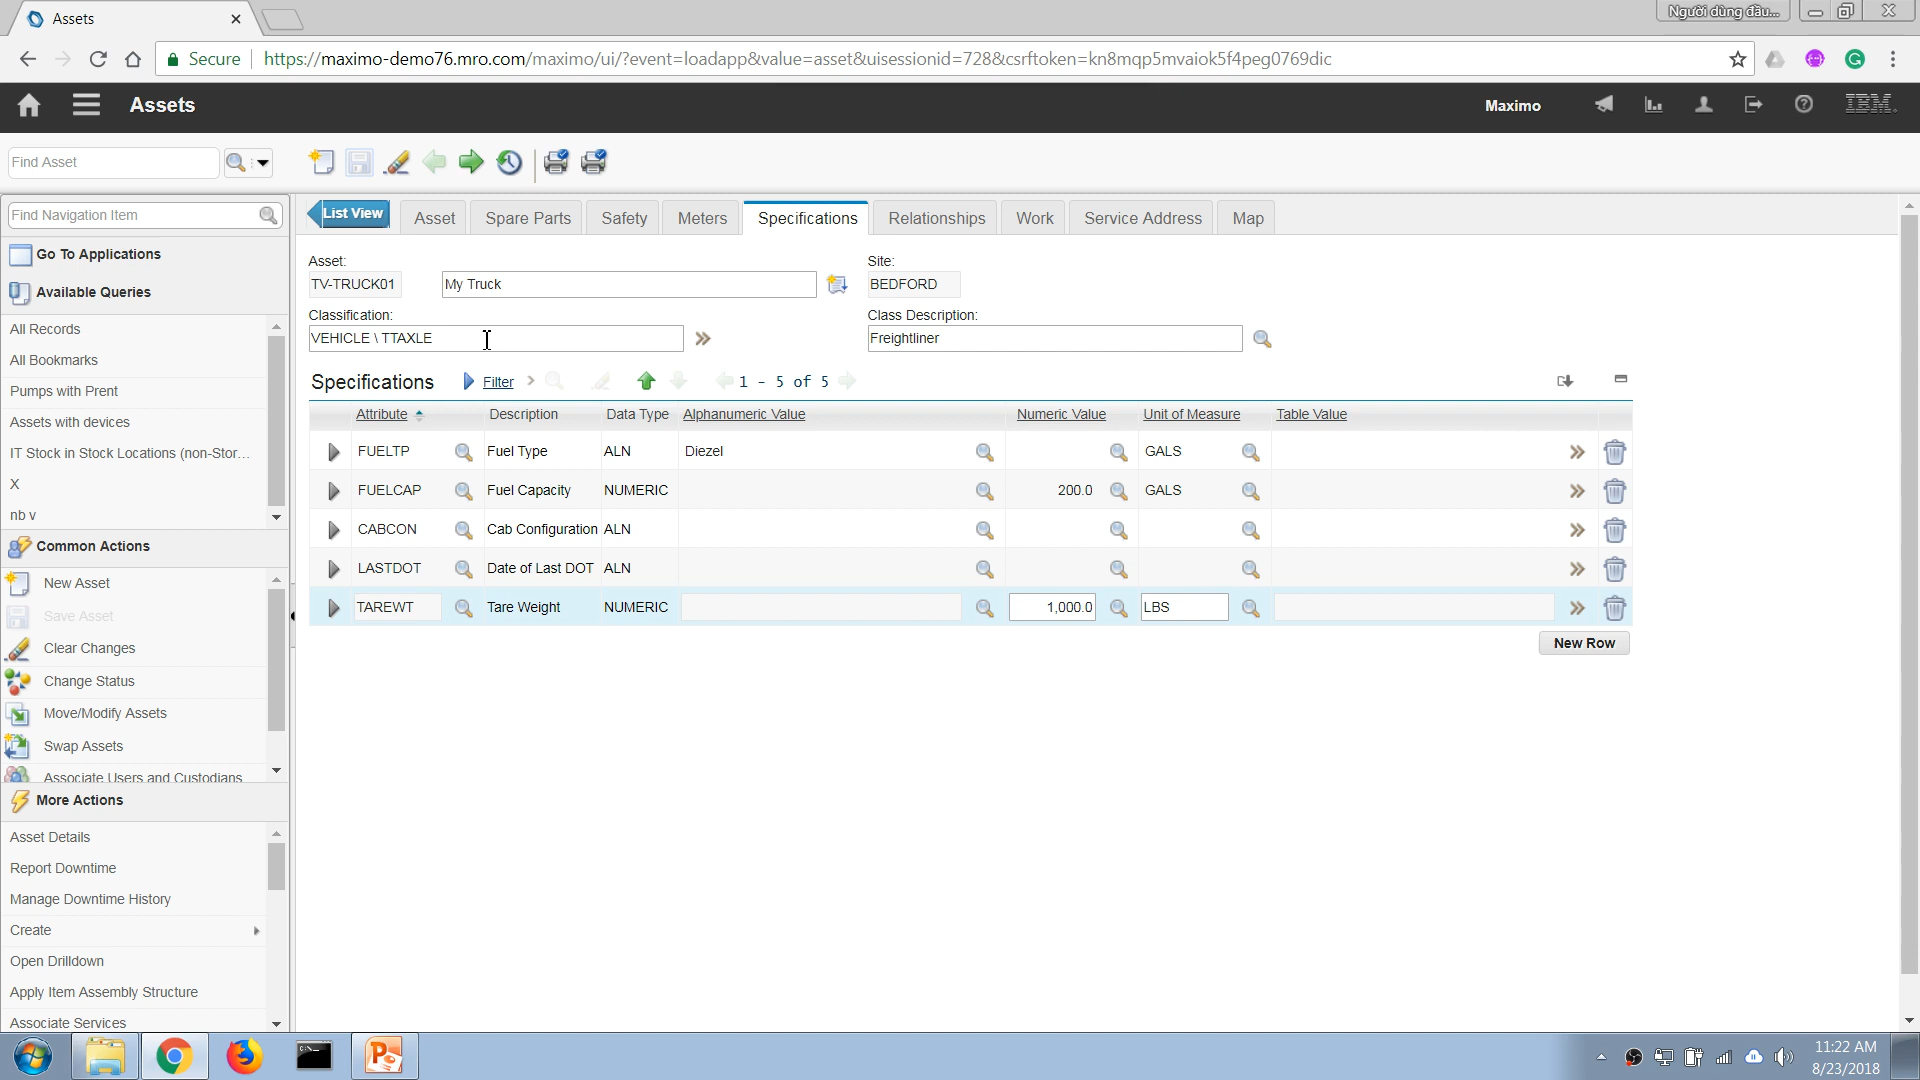 Assets
Người dùng đầu...
Secure
https://maximo-demo76.mro.com/maximo/ui/?event=loadapp&value=asset&uisessionid=728&csrftoken=kn8mqp5mvaiok5f4peg0769dic
Assets
Maximo
IBM.
Find Asset
Find Navigation Item
List View
Asset
Spare Parts
Safety
Meters
Specifications
Relationships
Work
Service Address
Map
Go To Applications
Available Queries
All Records
All Bookmarks
Pumps with Prent
Assets with devices
IT Stock in Stock Locations (non-Stor...
X
nb v
Common Actions
New Asset
Save Asset
Clear Changes
Change Status
Move/Modify Assets
Swap Assets
Associate Users and Custodians
More Actions
Asset Details
Report Downtime
Manage Downtime History
Create
Open Drilldown
Apply Item Assembly Structure
Associate Services
Asset:
TV-TRUCK01
My Truck
Site:
BEDFORD
Classification:
VEHICLE \ TTAXLE
Class Description:
Freightliner
Specifications
Filter
1 - 5 of 5
Attribute Description Data Type Alphanumeric Value Numeric Value Unit of Measure Table Value
FUELTP Fuel Type ALN Diezel GALS
FUELCAP Fuel Capacity NUMERIC 200.0 GALS
CABCON Cab Configuration ALN
LASTDOT Date of Last DOT ALN
TAREWT Tare Weight NUMERIC 1,000.0 LBS
New Row
11:22 AM
8/23/2018